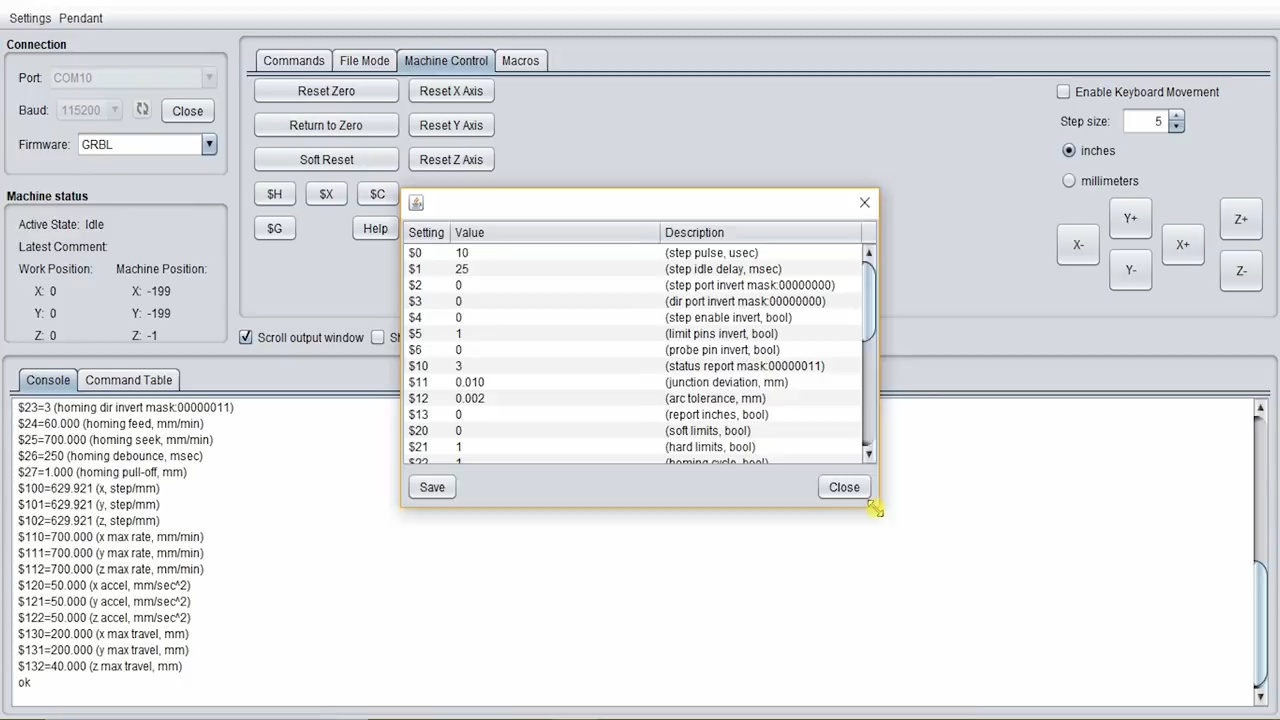 Settings Pendant
Connection
Port: COM10
Baud: 115200 Close
Firmware: GRBL
Machine status
Active State: Idle
Latest Comment:
Work Position: Machine Position:
X: 0 X: -199
Y: 0 Y: -199
Z: 0 Z: -1
Commands File Mode Machine Control Macros
Reset Zero Reset X Axis
Return to Zero Reset Y Axis
Soft Reset Reset Z Axis
$H $X $C
$G Help
Scroll output window
Enable Keyboard Movement
Step size: 5
inches
millimeters
Y+ Z+
X- X+
Y- Z-
Setting Value Description
$0 10 (step pulse, usec)
$1 25 (step idle delay, msec)
$2 0 (step port invert mask:00000000)
$3 0 (dir port invert mask:00000000)
$4 0 (step enable invert, bool)
$5 1 (limit pins invert, bool)
$6 0 (probe pin invert, bool)
$10 3 (status report mask:00000011)
$11 0.010 (junction deviation, mm)
$12 0.002 (arc tolerance, mm)
$13 0 (report inches, bool)
$20 0 (soft limits, bool)
$21 1 (hard limits, bool)
$22 1 (homing cycle, bool)
Save Close
Console Command Table
$23=3 (homing dir invert mask:00000011)
$24=60.000 (homing feed, mm/min)
$25=700.000 (homing seek, mm/min)
$26=250 (homing debounce, msec)
$27=1.000 (homing pull-off, mm)
$100=629.921 (x, step/mm)
$101=629.921 (y, step/mm)
$102=629.921 (z, step/mm)
$110=700.000 (x max rate, mm/min)
$111=700.000 (y max rate, mm/min)
$112=700.000 (z max rate, mm/min)
$120=50.000 (x accel, mm/sec^2)
$121=50.000 (y accel, mm/sec^2)
$122=50.000 (z accel, mm/sec^2)
$130=200.000 (x max travel, mm)
$131=200.000 (y max travel, mm)
$132=40.000 (z max travel, mm)
ok